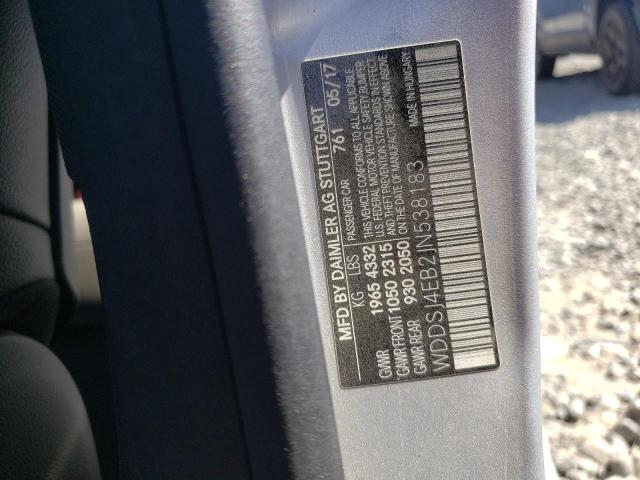 MFD BY DAIMLER AG STUTTGART
761 05/17
PASSENGER CAR
KG LBS
GVWR 1965 4332
GAWR FRONT 1050 2315
GAWR REAR 930 2050
THIS VEHICLE CONFORMS TO ALL APPLICABLE
U.S. FEDERAL MOTOR VEHICLE SAFETY, BUMPER
AND THEFT PREVENTION STANDARDS IN EFFECT
ON THE DATE OF MANUFACTURE SHOWN ABOVE
WDDSJ4EB2JN538183
MADE IN HUNGARY